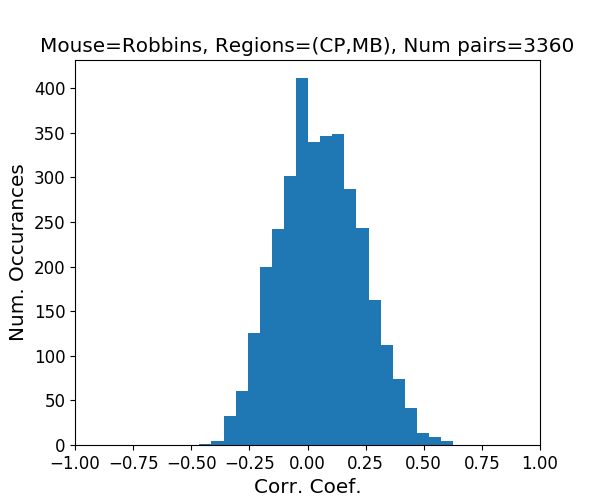 Mouse=Robbins, Regions=(CP,MB), Num pairs=3360
Num. Occurances
400
350
300
250
200
150
100
50
0
−1.00 −0.75 −0.50 −0.25 0.00 0.25 0.50 0.75 1.00
Corr. Coef.